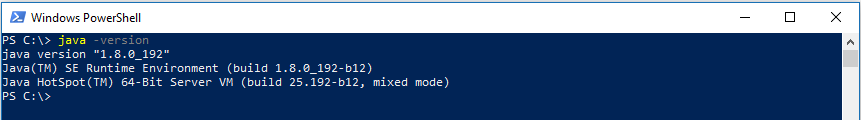 Windows PowerShell
PS C:\> java -version
java version "1.8.0_192"
Java(TM) SE Runtime Environment (build 1.8.0_192-b12)
Java HotSpot(TM) 64-Bit Server VM (build 25.192-b12, mixed mode)
PS C:\>